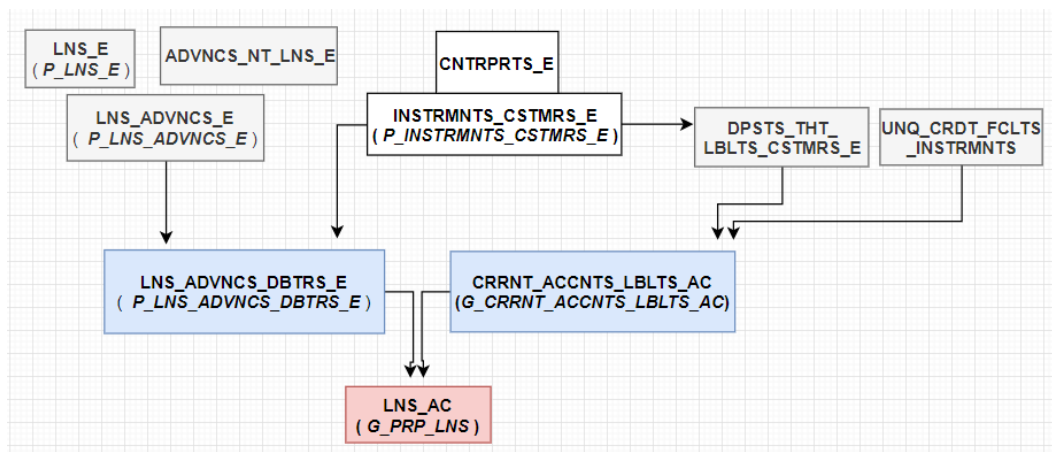 LNS_E
( P_LNS_E )
ADVNCS_NT_LNS_E
CNTRPRTS_E
LNS_ADVNCS_E
( P_LNS_ADVNCS_E )
INSTRMNTS_CSTMRS_E
( P_INSTRMNTS_CSTMRS_E )
DPSTS_THT_
LBLTS_CSTMRS_E
UNQ_CRDT_FCLTS
_INSTRMNTS
LNS_ADVNCS_DBTRS_E
( P_LNS_ADVNCS_DBTRS_E )
CRRNT_ACCNTS_LBLTS_AC
(G_CRRNT_ACCNTS_LBLTS_AC)
LNS_AC
( G_PRP_LNS )